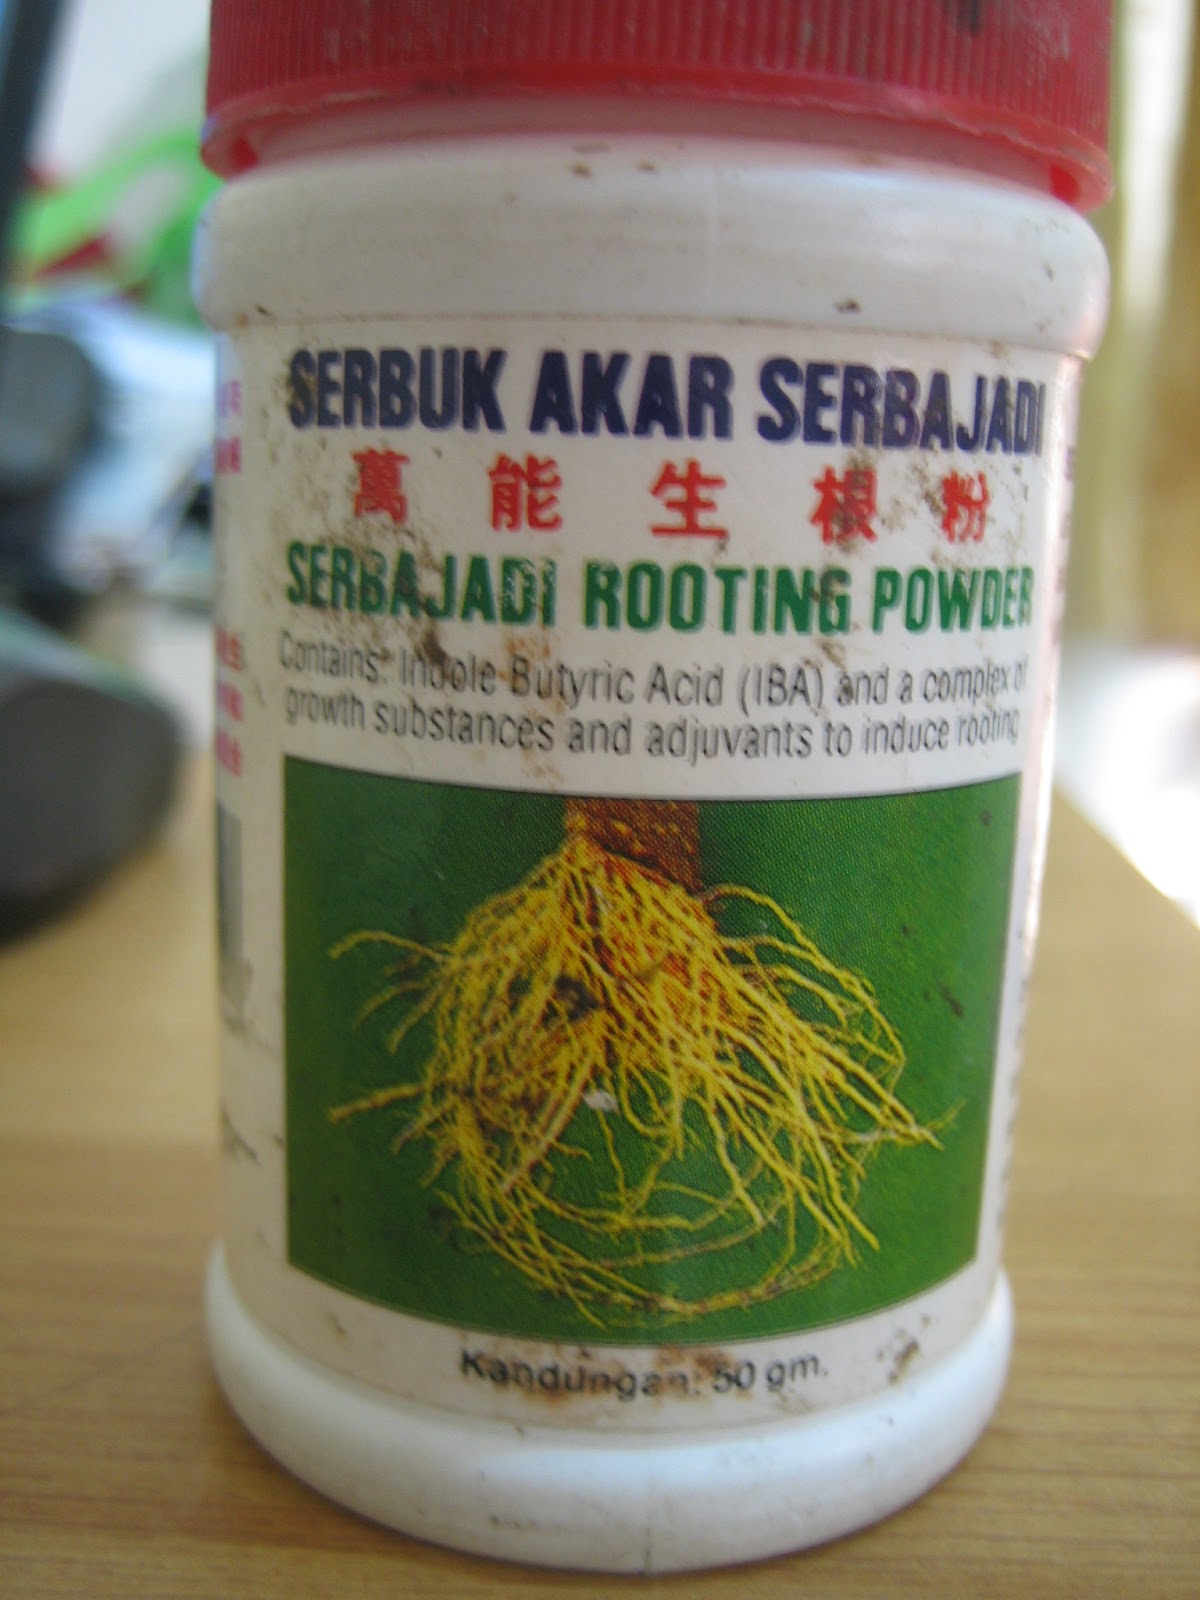 SERBUK AKAR SERBAJADI
萬能生根粉
SERBAJADI ROOTING POWDER
Contains: Indole Butyric Acid (IBA) and a complex of
growth substances and adjuvants to induce rooting
Kandungan: 50 gm.